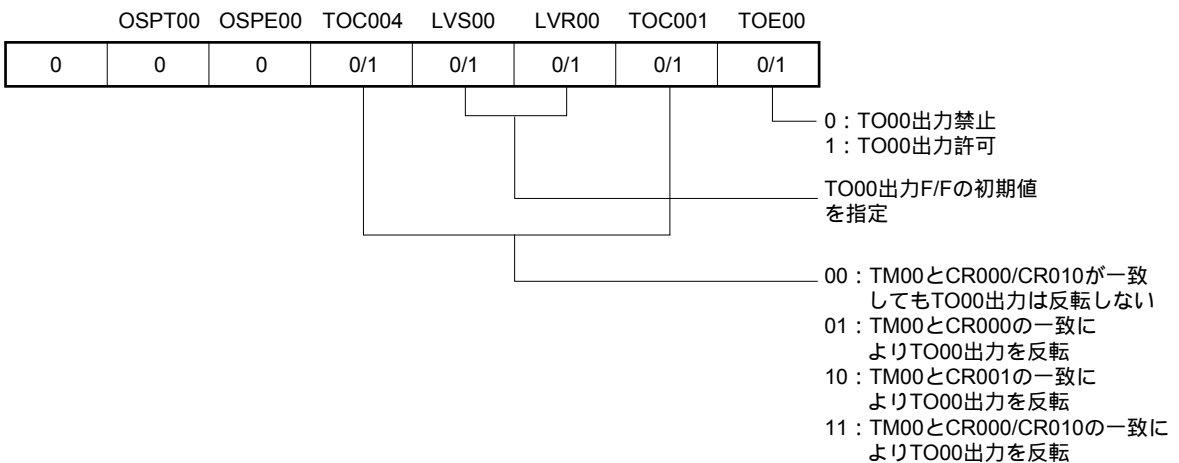 OSPT00 OSPE00 TOC004 LVS00 LVR00 TOC001 TOE00
0 0 0 0/1 0/1 0/1 0/1 0/1
0：TO00出力禁止
1：TO00出力許可
TO00出力F/Fの初期値
を指定
00：TM00とCR000/CR010が一致
してもTO00出力は反転しない
01：TM00とCR000の一致に
よりTO00出力を反転
10：TM00とCR001の一致に
よりTO00出力を反転
11：TM00とCR000/CR010の一致に
よりTO00出力を反転